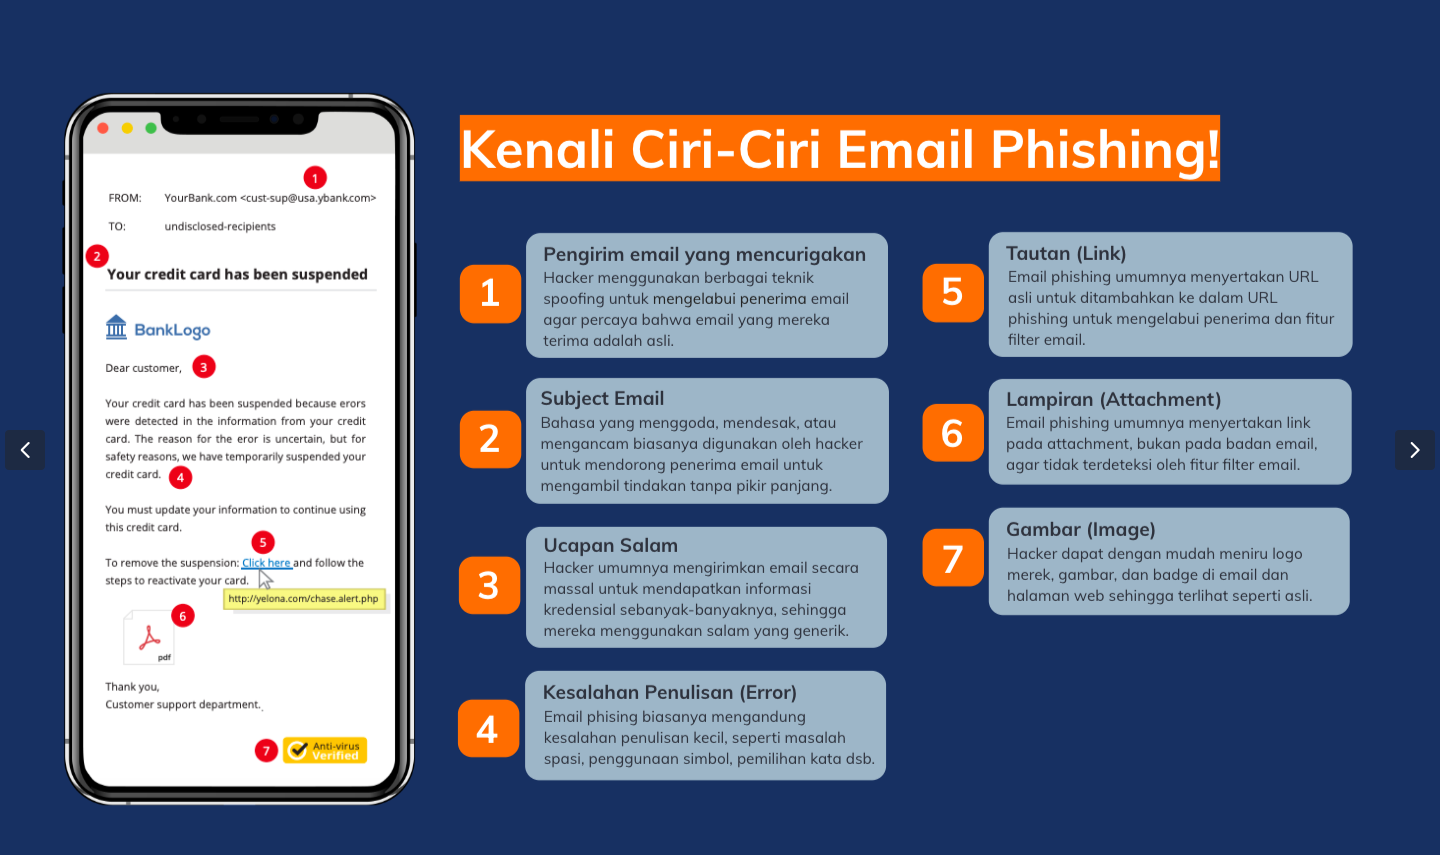 1
FROM: YourBank.com <cust-sup@usa.ybank.com>
TO: undisclosed-recipients
2
Your credit card has been suspended
BankLogo
Dear customer, 3
Your credit card has been suspended because erors
were detected in the information from your credit
card. The reason for the eror is uncertain, but for
safety reasons, we have temporarily suspended your
credit card. 4
You must update your information to continue using
this credit card.
5
To remove the suspension: Click here and follow the
steps to reactivate your card.
http://yelona.com/chase.alert.php
6
pdf
Thank you,
Customer support department.
7
Anti-virus
Verified
Kenali Ciri-Ciri Email Phishing!
1
Pengirim email yang mencurigakan
Hacker menggunakan berbagai teknik
spoofing untuk mengelabui penerima email
agar percaya bahwa email yang mereka
terima adalah asli.
2
Subject Email
Bahasa yang menggoda, mendesak, atau
mengancam biasanya digunakan oleh hacker
untuk mendorong penerima email untuk
mengambil tindakan tanpa pikir panjang.
3
Ucapan Salam
Hacker umumnya mengirimkan email secara
massal untuk mendapatkan informasi
kredensial sebanyak-banyaknya, sehingga
mereka menggunakan salam yang generik.
4
Kesalahan Penulisan (Error)
Email phising biasanya mengandung
kesalahan penulisan kecil, seperti masalah
spasi, penggunaan simbol, pemilihan kata dsb.
5
Tautan (Link)
Email phishing umumnya menyertakan URL
asli untuk ditambahkan ke dalam URL
phishing untuk mengelabui penerima dan fitur
filter email.
6
Lampiran (Attachment)
Email phishing umumnya menyertakan link
pada attachment, bukan pada badan email,
agar tidak terdeteksi oleh fitur filter email.
7
Gambar (Image)
Hacker dapat dengan mudah meniru logo
merek, gambar, dan badge di email dan
halaman web sehingga terlihat seperti asli.